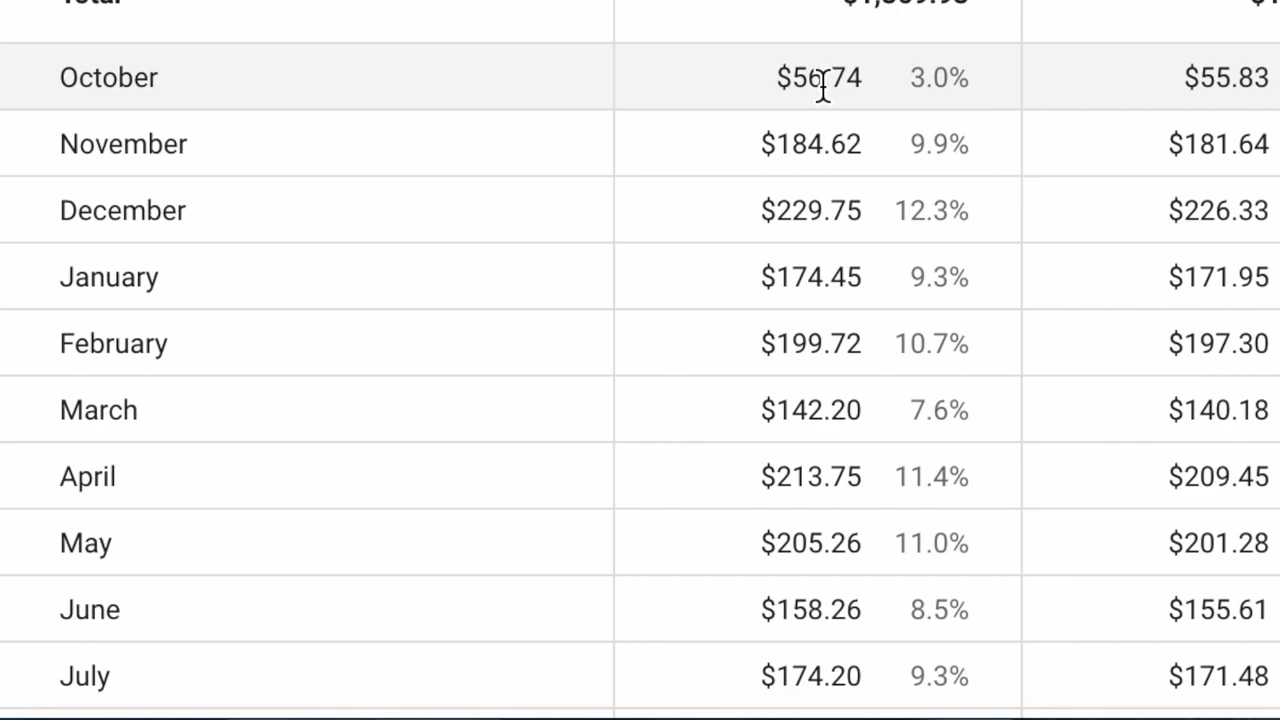 October $56.74 3.0% $55.83
November $184.62 9.9% $181.64
December $229.75 12.3% $226.33
January $174.45 9.3% $171.95
February $199.72 10.7% $197.30
March $142.20 7.6% $140.18
April $213.75 11.4% $209.45
May $205.26 11.0% $201.28
June $158.26 8.5% $155.61
July $174.20 9.3% $171.48